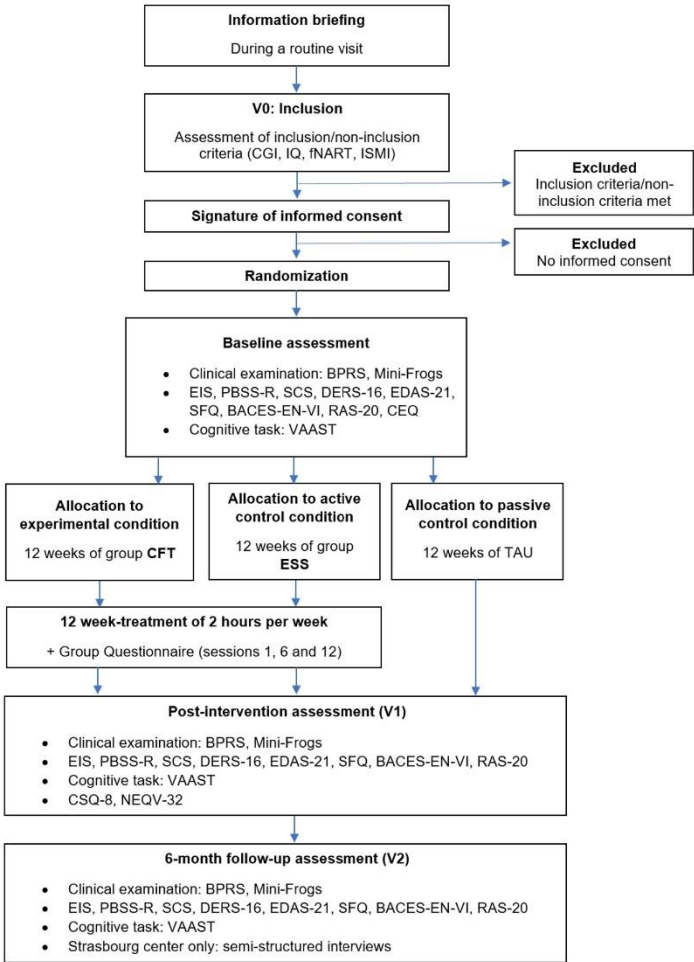 Information briefing
During a routine visit
V0: Inclusion
Assessment of inclusion/non-inclusion
criteria (CGI, IQ, fNART, ISMI)
Excluded
Inclusion criteria/non-
inclusion criteria met
Signature of informed consent
Excluded
No informed consent
Randomization
Baseline assessment
• Clinical examination: BPRS, Mini-Frogs
• EIS, PBSS-R, SCS, DERS-16, EDAS-21,
SFQ, BACES-EN-VI, RAS-20, CEQ
• Cognitive task: VAAST
Allocation to
experimental condition
12 weeks of group CFT
Allocation to active
control condition
12 weeks of group
ESS
Allocation to passive
control condition
12 weeks of TAU
12 week-treatment of 2 hours per week
+ Group Questionnaire (sessions 1, 6 and 12)
Post-intervention assessment (V1)
• Clinical examination: BPRS, Mini-Frogs
• EIS, PBSS-R, SCS, DERS-16, EDAS-21, SFQ, BACES-EN-VI, RAS-20
• Cognitive task: VAAST
• CSQ-8, NEQV-32
6-month follow-up assessment (V2)
• Clinical examination: BPRS, Mini-Frogs
• EIS, PBSS-R, SCS, DERS-16, EDAS-21, SFQ, BACES-EN-VI, RAS-20
• Cognitive task: VAAST
• Strasbourg center only: semi-structured interviews